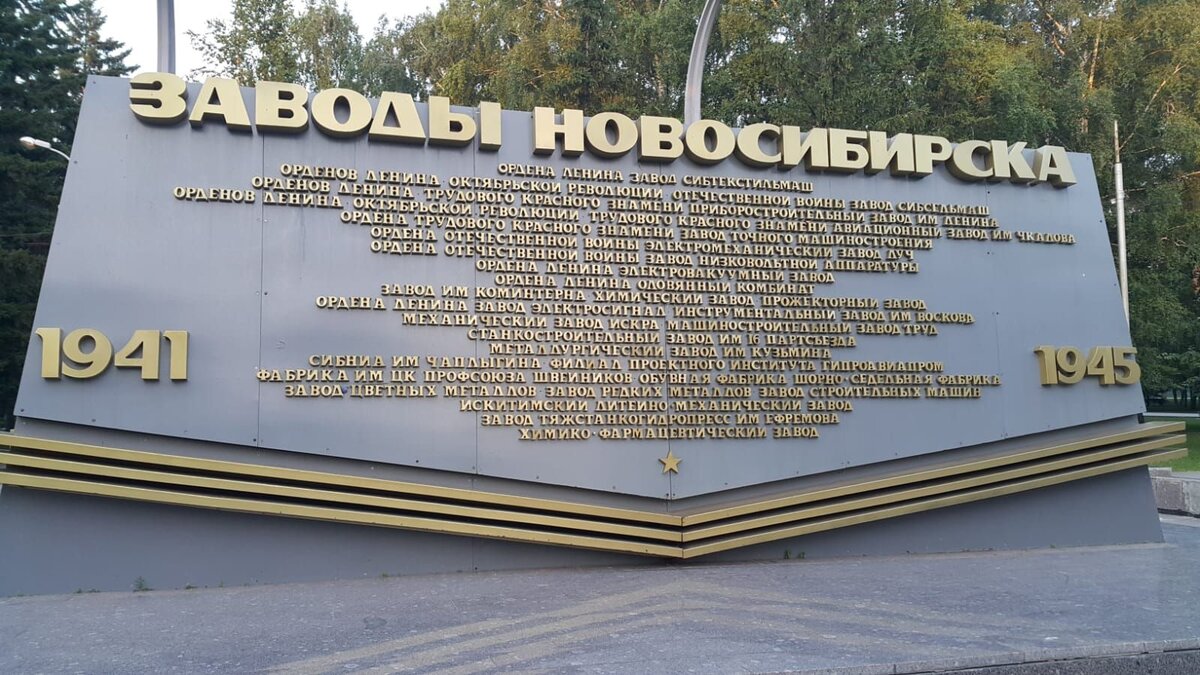 ЗАВОДЫ НОВОСИБИРСКА
ОРДЕНА ЛЕНИНА ЗАВОД СИБТЕКСТИЛЬМАШ
ОРДЕНОВ ЛЕНИНА ОКТЯБРЬСКОЙ РЕВОЛЮЦИИ ОТЕЧЕСТВЕННОЙ ВОЙНЫ ЗАВОД СИБСЕЛЬМАШ
ОРДЕНОВ ЛЕНИНА ТРУДОВОГО КРАСНОГО ЗНАМЕНИ ПРИБОРОСТРОИТЕЛЬНЫЙ ЗАВОД ИМ ЛЕНИНА
ОРДЕНОВ ЛЕНИНА ОКТЯБРЬСКОЙ РЕВОЛЮЦИИ ТРУДОВОГО КРАСНОГО ЗНАМЕНИ АВИАЦИОННЫЙ ЗАВОД ИМ ЧКАЛОВА
ОРДЕНА ТРУДОВОГО КРАСНОГО ЗНАМЕНИ ЗАВОД ТОЧНОГО МАШИНОСТРОЕНИЯ
ОРДЕНА ОТЕЧЕСТВЕННОЙ ВОЙНЫ ЭЛЕКТРОМЕХАНИЧЕСКИЙ ЗАВОД ЛУЧ
ОРДЕНА ОТЕЧЕСТВЕННОЙ ВОЙНЫ ЗАВОД НИЗКОВОЛЬТНОЙ АППАРАТУРЫ
ОРДЕНА ЛЕНИНА ЭЛЕКТРОВАКУУМНЫЙ ЗАВОД
ОРДЕНА ЛЕНИНА ОЛОВЯННЫЙ КОМБИНАТ
ЗАВОД ИМ КОМИНТЕРНА ХИМИЧЕСКИЙ ЗАВОД ПРОЖЕКТОРНЫЙ ЗАВОД
ОРДЕНА ЛЕНИНА ЗАВОД ЭЛЕКТРОСИГНАЛ ИНСТРУМЕНТАЛЬНЫЙ ЗАВОД ИМ ВОСКОВА
МЕХАНИЧЕСКИЙ ЗАВОД ИСКРА МАШИНОСТРОИТЕЛЬНЫЙ ЗАВОД ТРУД
СТАНКОСТРОИТЕЛЬНЫЙ ЗАВОД ИМ 16 ПАРТСЪЕЗДА
МЕТАЛЛУРГИЧЕСКИЙ ЗАВОД ИМ КУЗЬМИНА
СИБНИА ИМ ЧАПЛЫГИНА ФИЛИАЛ ПРОЕКТНОГО ИНСТИТУТА ГИПРОАВИАПРОМ
ФАБРИКА ИМ ЦК ПРОФСОЮЗА ШВЕЙНИКОВ ОБУВНАЯ ФАБРИКА ШОРНО-СЕДЕЛЬНАЯ ФАБРИКА
ЗАВОД ЦВЕТНЫХ МЕТАЛЛОВ ЗАВОД РЕДКИХ МЕТАЛЛОВ ЗАВОД СТРОИТЕЛЬНЫХ МАШИН
ИСКИТИМСКИЙ ЛИТЕЙНО-МЕХАНИЧЕСКИЙ ЗАВОД
ЗАВОД ТЯЖСТАНКОГИДРОПРЕСС ИМ ЕФРЕМОВА
ХИМИКО-ФАРМАЦЕВТИЧЕСКИЙ ЗАВОД
1941
1945